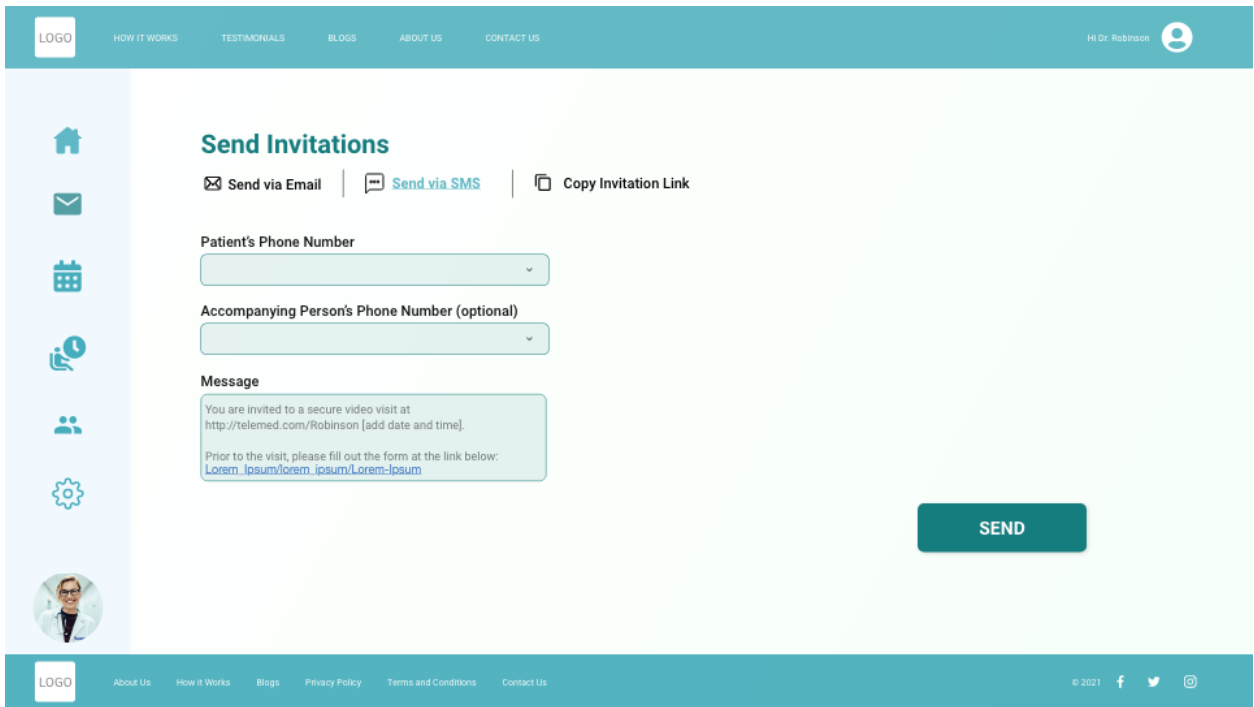 LOGO
HOW IT WORKS
TESTIMONIALS
BLOGS
ABOUT US
CONTACT US
Hi Dr. Robinson
Send Invitations
Send via Email
Send via SMS
Copy Invitation Link
Patient's Phone Number
Accompanying Person's Phone Number (optional)
Message
You are invited to a secure video visit at
http://telemed.com/Robinson [add date and time].
Prior to the visit, please fill out the form at the link below:
Lorem_Ipsum/lorem_ipsum/Lorem-Ipsum
SEND
LOGO
About Us
How it Works
Blogs
Privacy Policy
Terms and Conditions
Contact Us
© 2021